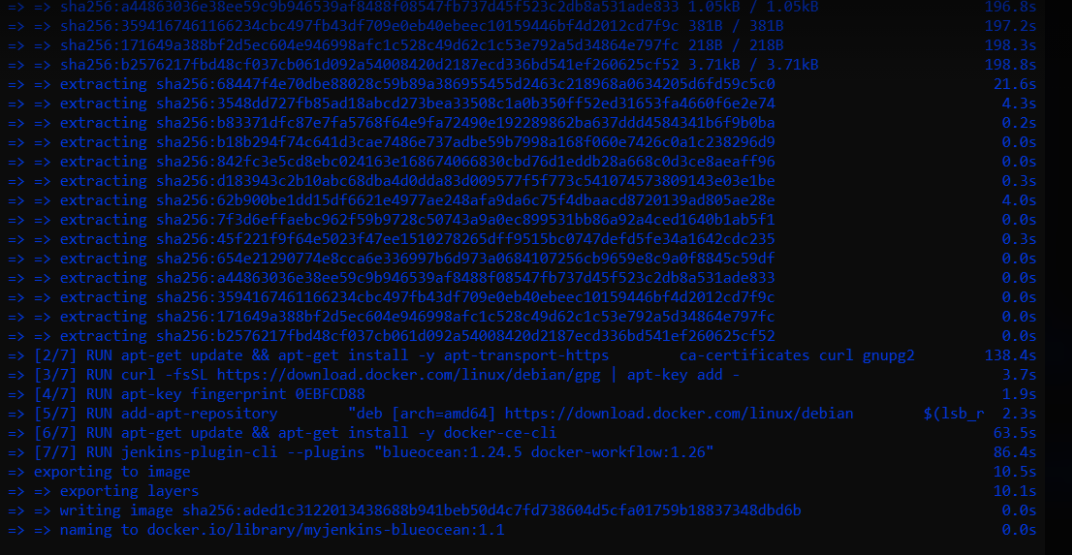 => => sha256:a44863036e38ee59c9b946539af8488f08547fb737d45f523c2db8a531ade833 1.05kB / 1.05kB 196.8s
=> => sha256:3594167461166234cbc497fb43df709e0eb40ebeec10159446bf4d2012cd7f9c 381B / 381B 197.2s
=> => sha256:171649a388bf2d5ec604e946998afc1c528c49d62c1c53e792a5d34864e797fc 218B / 218B 198.3s
=> => sha256:b2576217fbd48cf037cb061d092a54008420d2187ecd336bd541ef260625cf52 3.71kB / 3.71kB 198.8s
=> => extracting sha256:68447f4e70dbe88028c59b89a386955455d2463c218968a0634205d6fd59c5c0 21.6s
=> => extracting sha256:3548dd727fb85ad18abcd273bea33508c1a0b350ff52ed31653fa4660f6e2e74 4.3s
=> => extracting sha256:b83371dfc87e7fa5768f64e9fa72490e192289862ba637ddd4584341b6f9b0ba 0.2s
=> => extracting sha256:b18b294f74c641d3cae7486e737adbe59b7998a168f060e7426c0a1c238296d9 0.0s
=> => extracting sha256:842fc3e5cd8ebc024163e168674066830cbd76d1eddb28a668c0d3ce8aeaff96 0.0s
=> => extracting sha256:d183943c2b10abc68dba4d0dda83d009577f5f773c541074573809143e03e1be 0.3s
=> => extracting sha256:62b900be1dd15df6621e4977ae248afa9da6c75f4dbaacd8720139ad805ae28e 4.0s
=> => extracting sha256:7f3d6effaebc962f59b9728c50743a9a0ec899531bb86a92a4ced1640b1ab5f1 0.0s
=> => extracting sha256:45f221f9f64e5023f47ee1510278265dff9515bc0747defd5fe34a1642cdc235 0.3s
=> => extracting sha256:654e21290774e8cca6e336997b6d973a0684107256cb9659e8c9a0f8845c59df 0.0s
=> => extracting sha256:a44863036e38ee59c9b946539af8488f08547fb737d45f523c2db8a531ade833 0.0s
=> => extracting sha256:3594167461166234cbc497fb43df709e0eb40ebeec10159446bf4d2012cd7f9c 0.0s
=> => extracting sha256:171649a388bf2d5ec604e946998afc1c528c49d62c1c53e792a5d34864e797fc 0.0s
=> => extracting sha256:b2576217fbd48cf037cb061d092a54008420d2187ecd336bd541ef260625cf52 0.0s
=> [2/7] RUN apt-get update && apt-get install -y apt-transport-https ca-certificates curl gnupg2 138.4s
=> [3/7] RUN curl -fsSL https://download.docker.com/linux/debian/gpg | apt-key add - 3.7s
=> [4/7] RUN apt-key fingerprint 0EBFCD88 1.9s
=> [5/7] RUN add-apt-repository "deb [arch=amd64] https://download.docker.com/linux/debian $(lsb_r 2.3s
=> [6/7] RUN apt-get update && apt-get install -y docker-ce-cli 63.5s
=> [7/7] RUN jenkins-plugin-cli --plugins "blueocean:1.24.5 docker-workflow:1.26" 86.4s
=> exporting to image 10.5s
=> => exporting layers 10.1s
=> => writing image sha256:aded1c3122013438688b941beb50d4c7fd738604d5cfa01759b18837348dbd6b 0.0s
=> => naming to docker.io/library/myjenkins-blueocean:1.1 0.0s